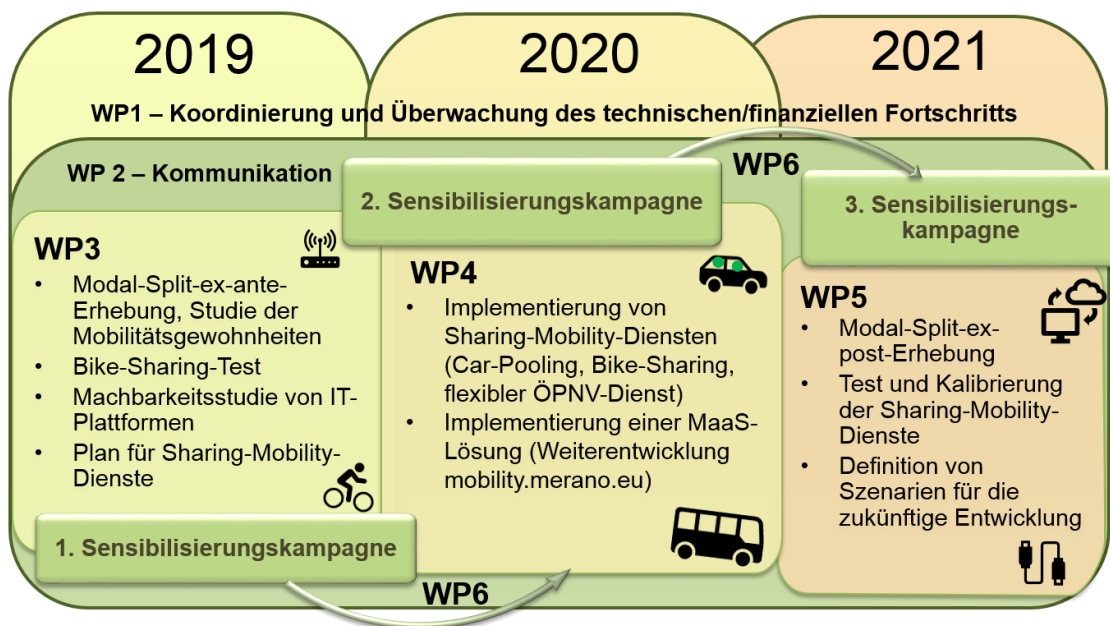 2019
2020
2021
WP1 – Koordinierung und Überwachung des technischen/finanziellen Fortschritts
WP 2 – Kommunikation
WP6
2. Sensibilisierungskampagne
3. Sensibilisierungs-
kampagne
WP3
• Modal-Split-ex-ante-
Erhebung, Studie der
Mobilitätsgewohnheiten
• Bike-Sharing-Test
• Machbarkeitsstudie von IT-
Plattformen
• Plan für Sharing-Mobility-
Dienste
1. Sensibilisierungskampagne
WP4
• Implementierung von
Sharing-Mobility-Diensten
(Car-Pooling, Bike-Sharing,
flexibler ÖPNV-Dienst)
• Implementierung einer MaaS-
Lösung (Weiterentwicklung
mobility.merano.eu)
WP6
WP5
• Modal-Split-ex-
post-Erhebung
• Test und Kalibrierung
der Sharing-Mobility-
Dienste
• Definition von
Szenarien für die
zukünftige Entwicklung